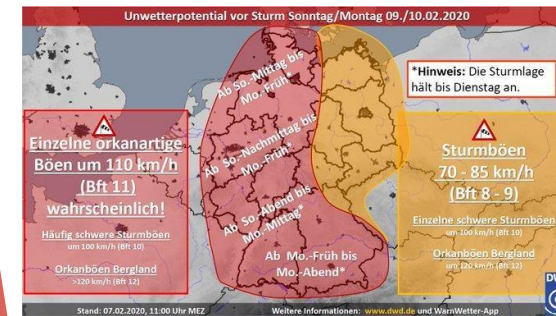 Unwetterpotential vor Sturm Sonntag/Montag 09./10.02.2020
*Hinweis: Die Sturmlage
hält bis Dienstag an.
Ab So.-Mittag bis
Mo.-Früh*
Ab So.-Nachmittag bis
Mo.-Früh*
Ab So.-Abend bis
Mo.-Mittag*
Ab Mo.-Früh bis
Mo.-Abend*
Einzelne orkanartige
Böen um 110 km/h
(Bft 11)
wahrscheinlich!
Häufig schwere Sturmböen
um 100 km/h (Bft 10)
Orkanböen Bergland
>120 km/h (Bft 12)
Sturmböen
70 - 85 km/h
(Bft 8 - 9)
Einzelne schwere Sturmböen
um 100 km/h (Bft 10)
Orkanböen Bergland
um 120 km/h (Bft 12)
Stand: 07.02.2020, 11:00 Uhr MEZ
Weitere Informationen: www.dwd.de und WarnWetter-App